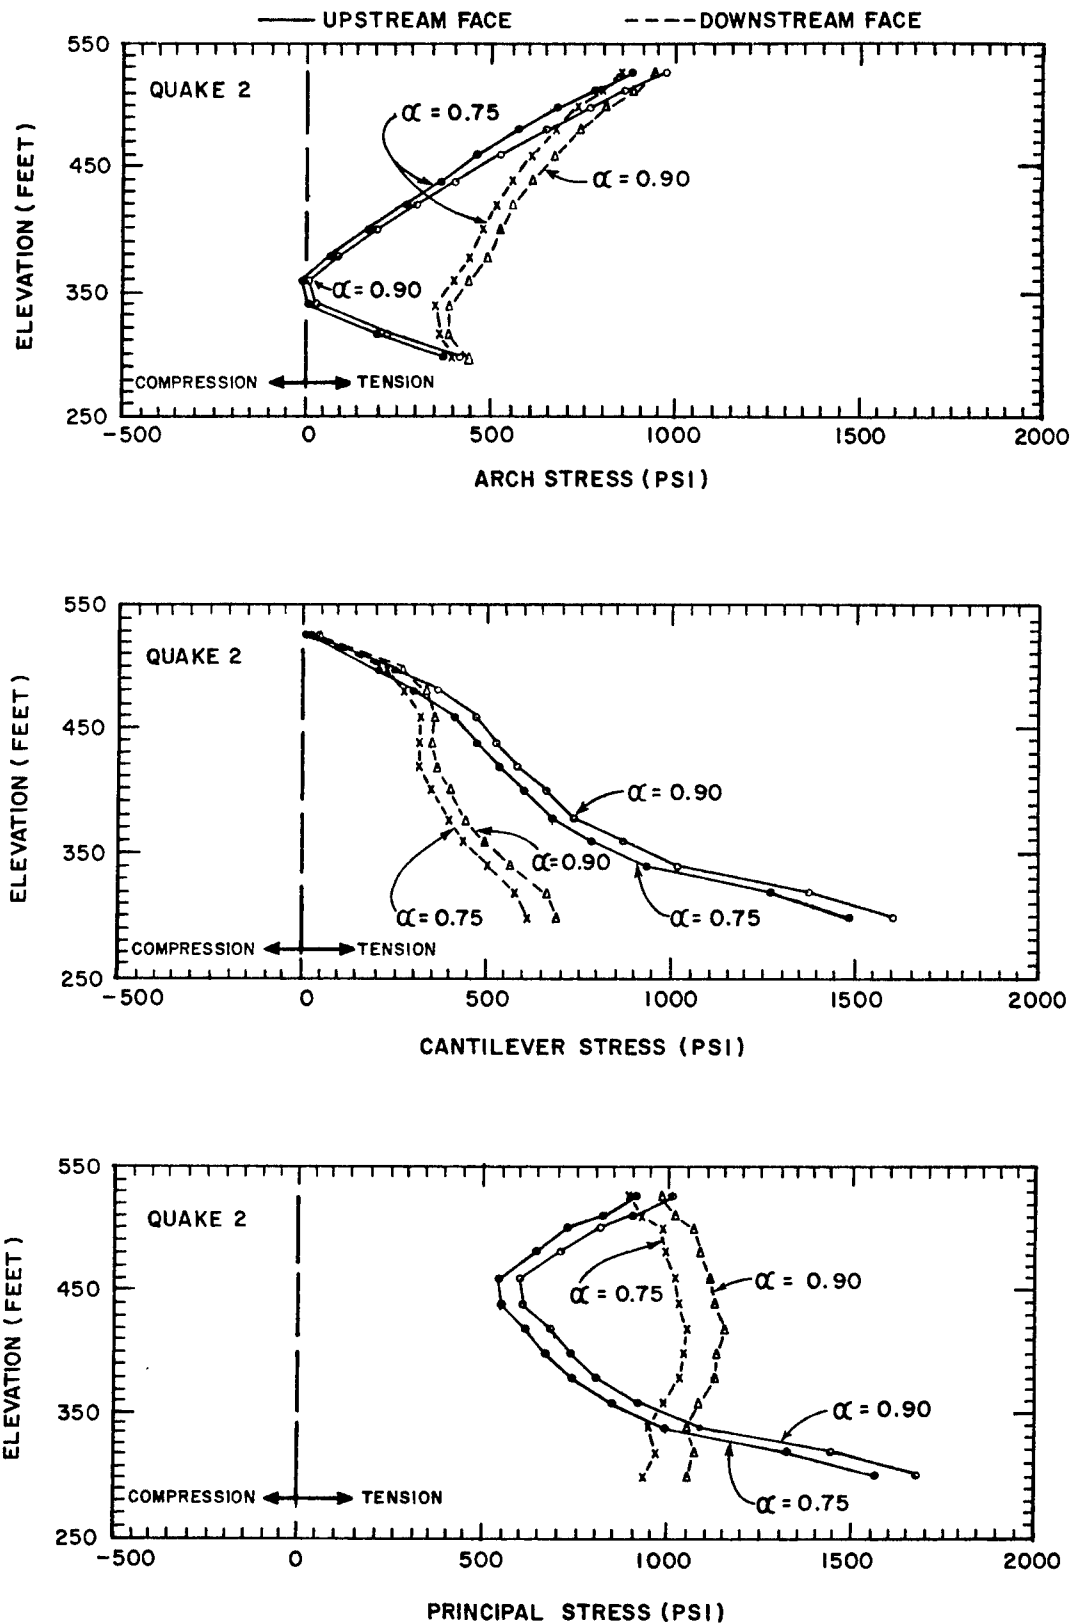 UPSTREAM FACE DOWNSTREAM FACE
550
QUAKE 2
α = 0.75
450
α = 0.90
350
α = 0.90
COMPRESSION TENSION
250
-500 0 500 1000 1500 2000
ELEVATION (FEET)
ARCH STRESS (PSI)
550
QUAKE 2
450
α = 0.90
350
α = 0.90
α = 0.75
α = 0.75
COMPRESSION TENSION
250
-500 0 500 1000 1500 2000
ELEVATION (FEET)
CANTILEVER STRESS (PSI)
550
QUAKE 2
450
α = 0.75
α = 0.90
350
α = 0.90
COMPRESSION TENSION
α = 0.75
250
-500 0 500 1000 1500 2000
ELEVATION (FEET)
PRINCIPAL STRESS (PSI)